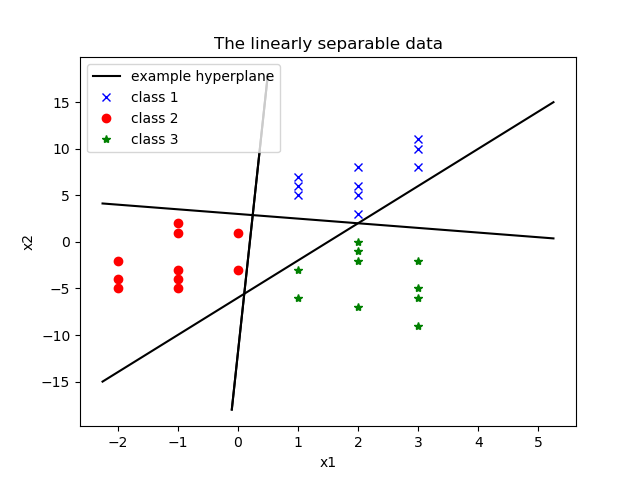 The linearly separable data
example hyperplane
class 1
class 2
class 3
15
10
5
0
−5
−10
−15
x2
−2 −1 0 1 2 3 4 5
x1